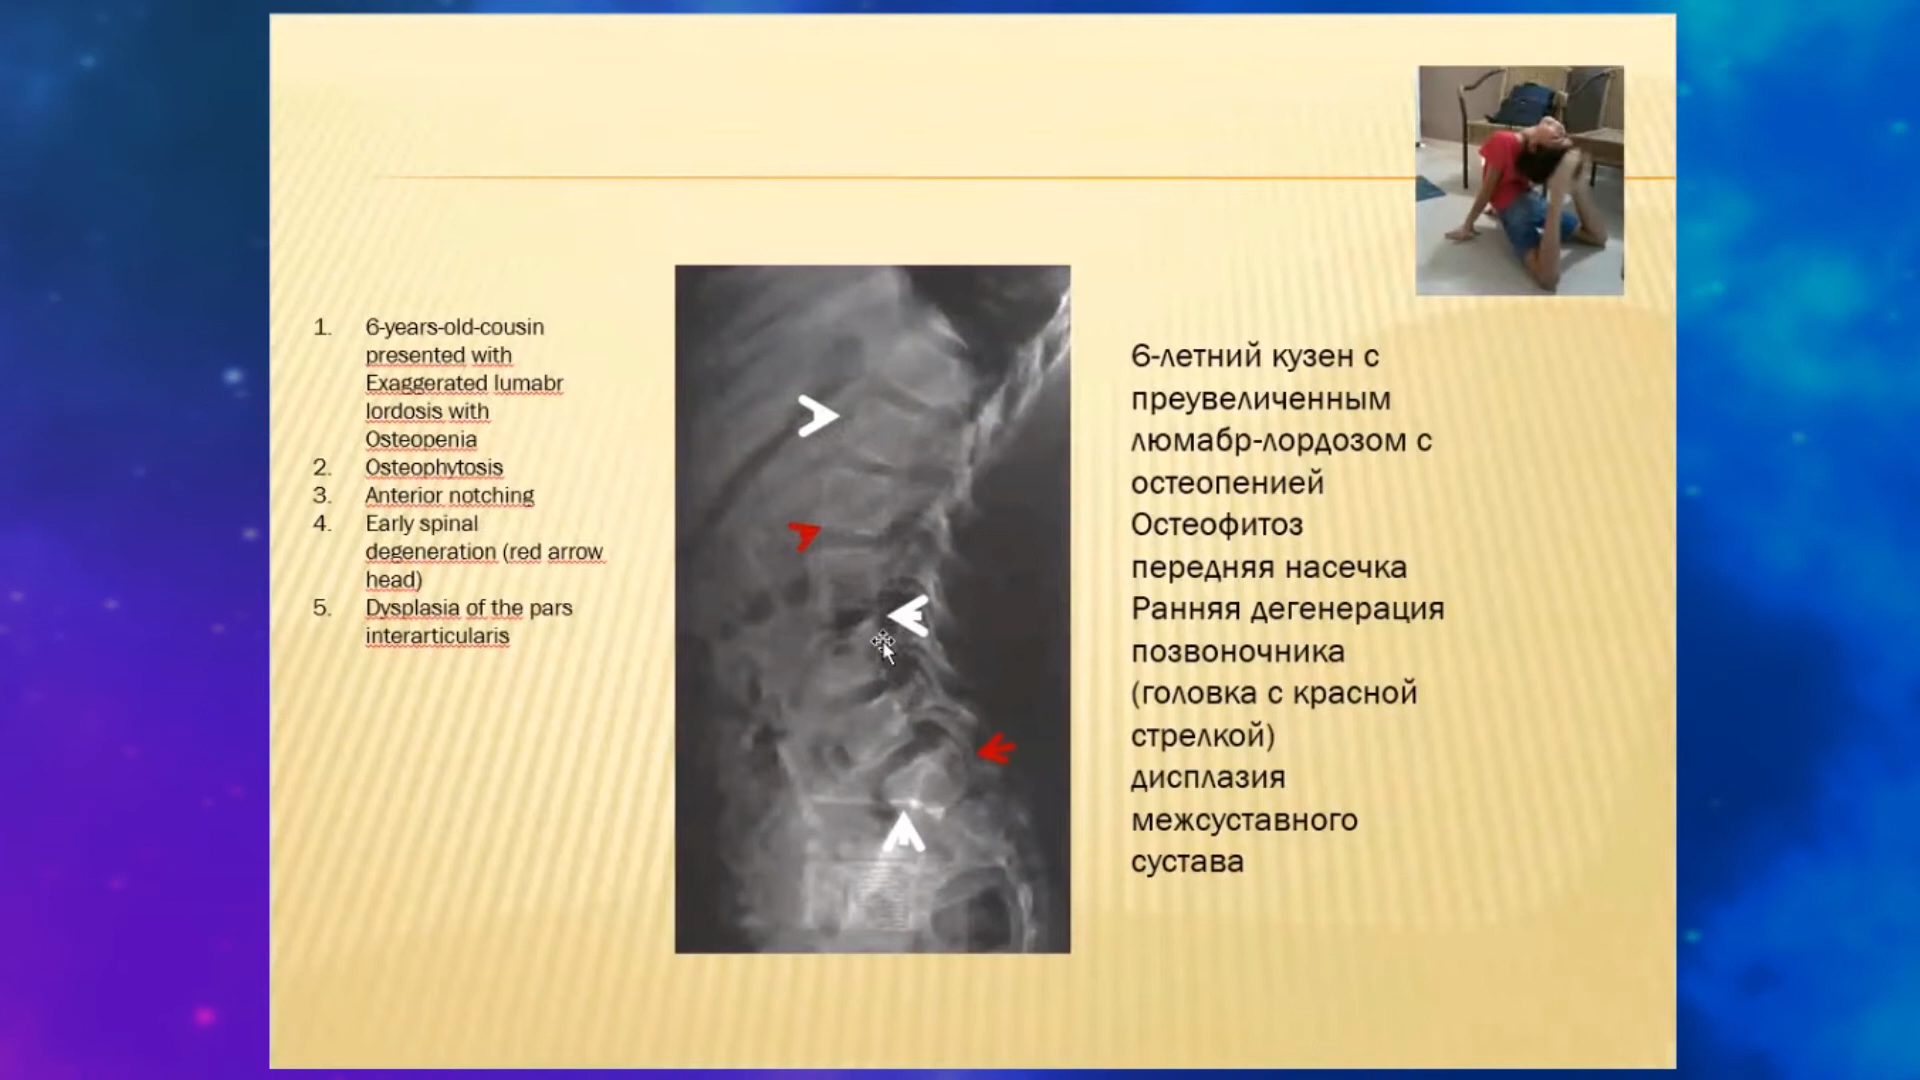 1. 6-years-old-cousin
presented with
Exaggerated lumabr
lordosis with
Osteopenia
2. Osteophytosis
3. Anterior notching
4. Early spinal
degeneration (red arrow
head)
5. Dysplasia of the pars
interarticularis
6-летний кузен с
преувеличенным
люмабр-лордозом с
остеопенией
Остеофитоз
передняя насечка
Ранняя дегенерация
позвоночника
(головка с красной
стрелкой)
дисплазия
межсуставного
сустава